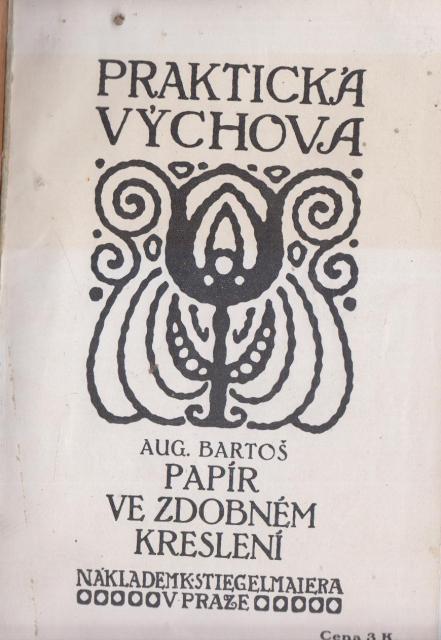 PRAKTICKÁ
VÝCHOVA
AUG. BARTOŠ
PAPÍR
VE ZDOBNÉM
KRESLENÍ
NÁKLADEM K. STIEGELMAIERA
V PRAZE
Cena 3 K